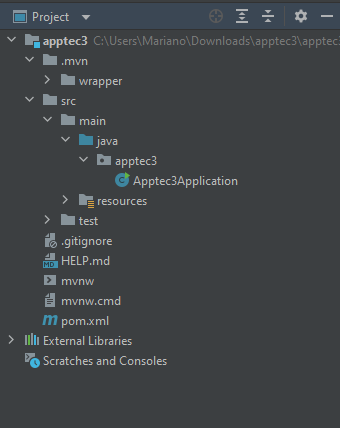 Project
apptec3 C:\Users\Mariano\Downloads\apptec3\apptec
.mvn
wrapper
src
main
java
apptec3
Apptec3Application
resources
test
.gitignore
HELP.md
mvnw
mvnw.cmd
pom.xml
External Libraries
Scratches and Consoles